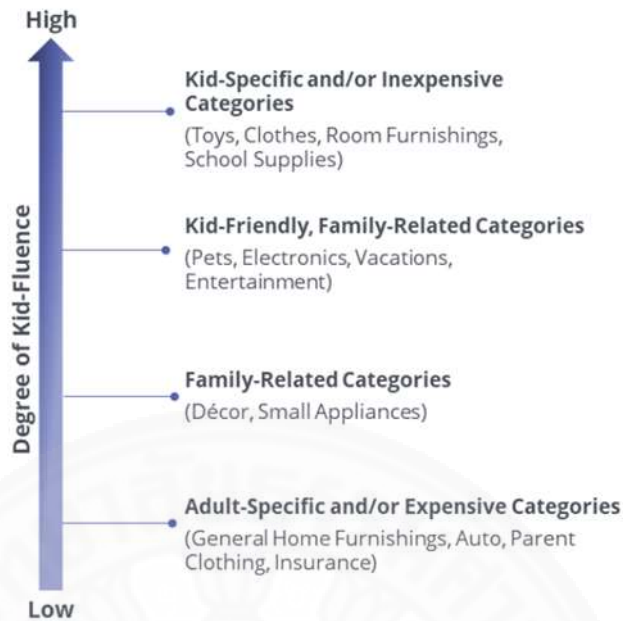 High
Kid-Specific and/or Inexpensive
Categories
(Toys, Clothes, Room Furnishings,
School Supplies)
Kid-Friendly, Family-Related Categories
(Pets, Electronics, Vacations,
Entertainment)
Degree of Kid-Fluence
Family-Related Categories
(Décor, Small Appliances)
Adult-Specific and/or Expensive Categories
(General Home Furnishings, Auto, Parent
Clothing, Insurance)
Low